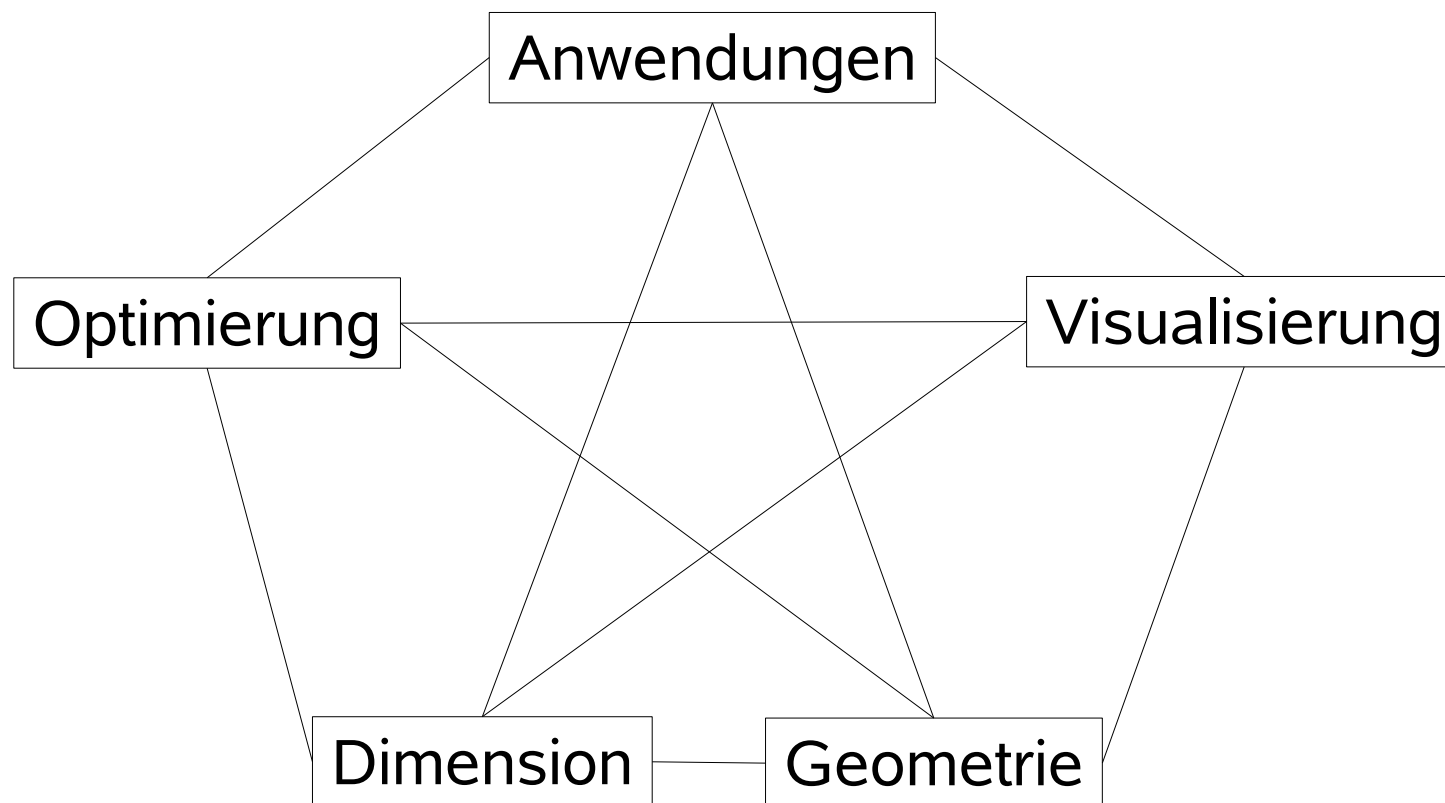 Anwendungen
Optimierung
Visualisierung
Dimension
Geometrie